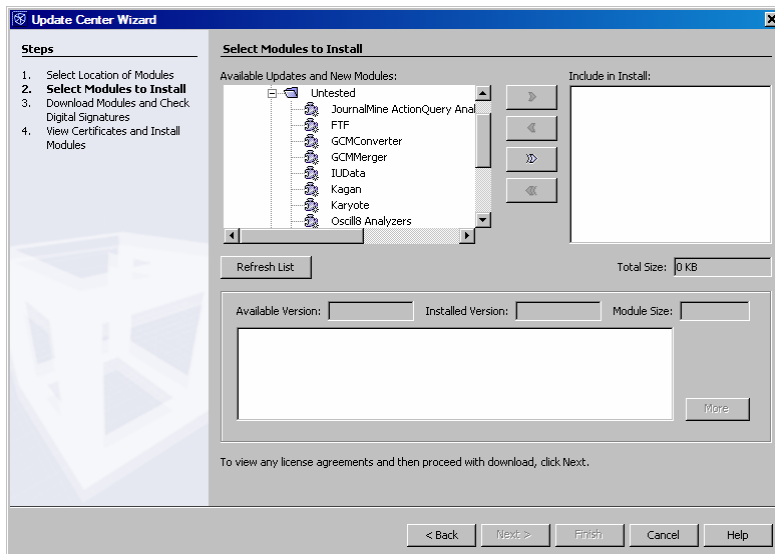 Update Center Wizard
Steps
1. Select Location of Modules
2. Select Modules to Install
3. Download Modules and Check
Digital Signatures
4. View Certificates and Install
Modules
Select Modules to Install
Available Updates and New Modules:
Include in Install:
Untested
JournalMine ActionQuery Anal
FTF
GCMConverter
GCMMerger
IUData
Kagan
Karyote
Oscill8 Analyzers
Refresh List
Total Size: 0 KB
Available Version:
Installed Version:
Module Size:
More
To view any license agreements and then proceed with download, click Next.
< Back
Next >
Finish
Cancel
Help